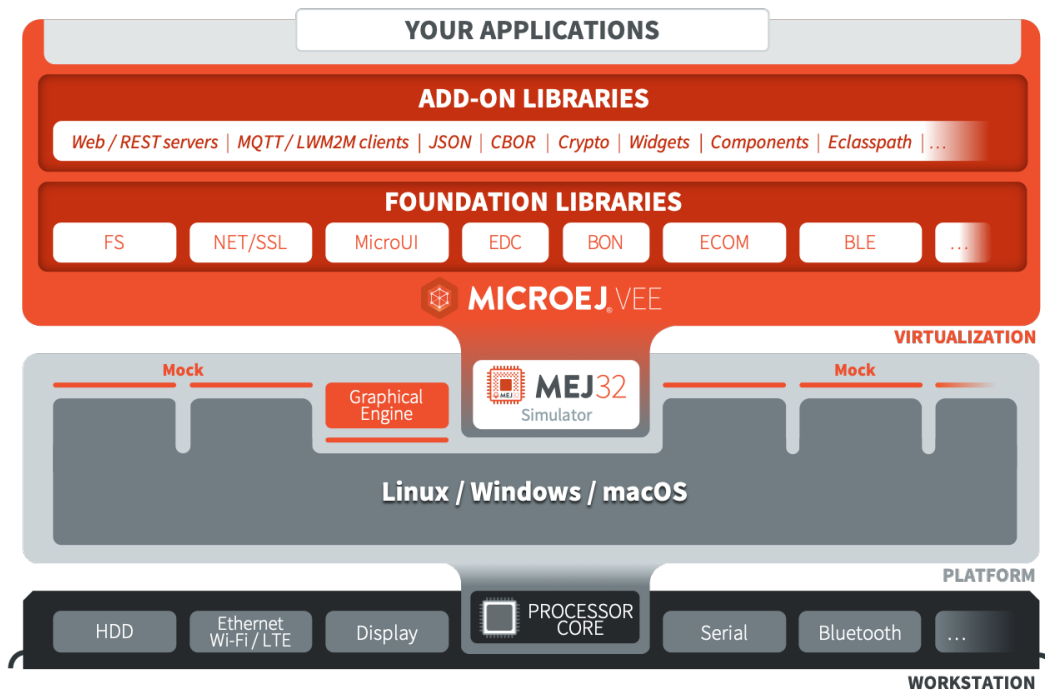 YOUR APPLICATIONS
ADD-ON LIBRARIES
Web / REST servers | MQTT / LWM2M clients | JSON | CBOR | Crypto | Widgets | Components | Eclasspath | ...
FOUNDATION LIBRARIES
FS NET/SSL MicroUI EDC BON ECOM BLE ...
MICROEJ® VEE
VIRTUALIZATION
Mock Mock
MEJ32
MEJ32
Simulator
Graphical
Engine
Linux / Windows / macOS
PLATFORM
HDD
Ethernet
Wi-Fi / LTE
Display
PROCESSOR
CORE
Serial
Bluetooth
...
WORKSTATION